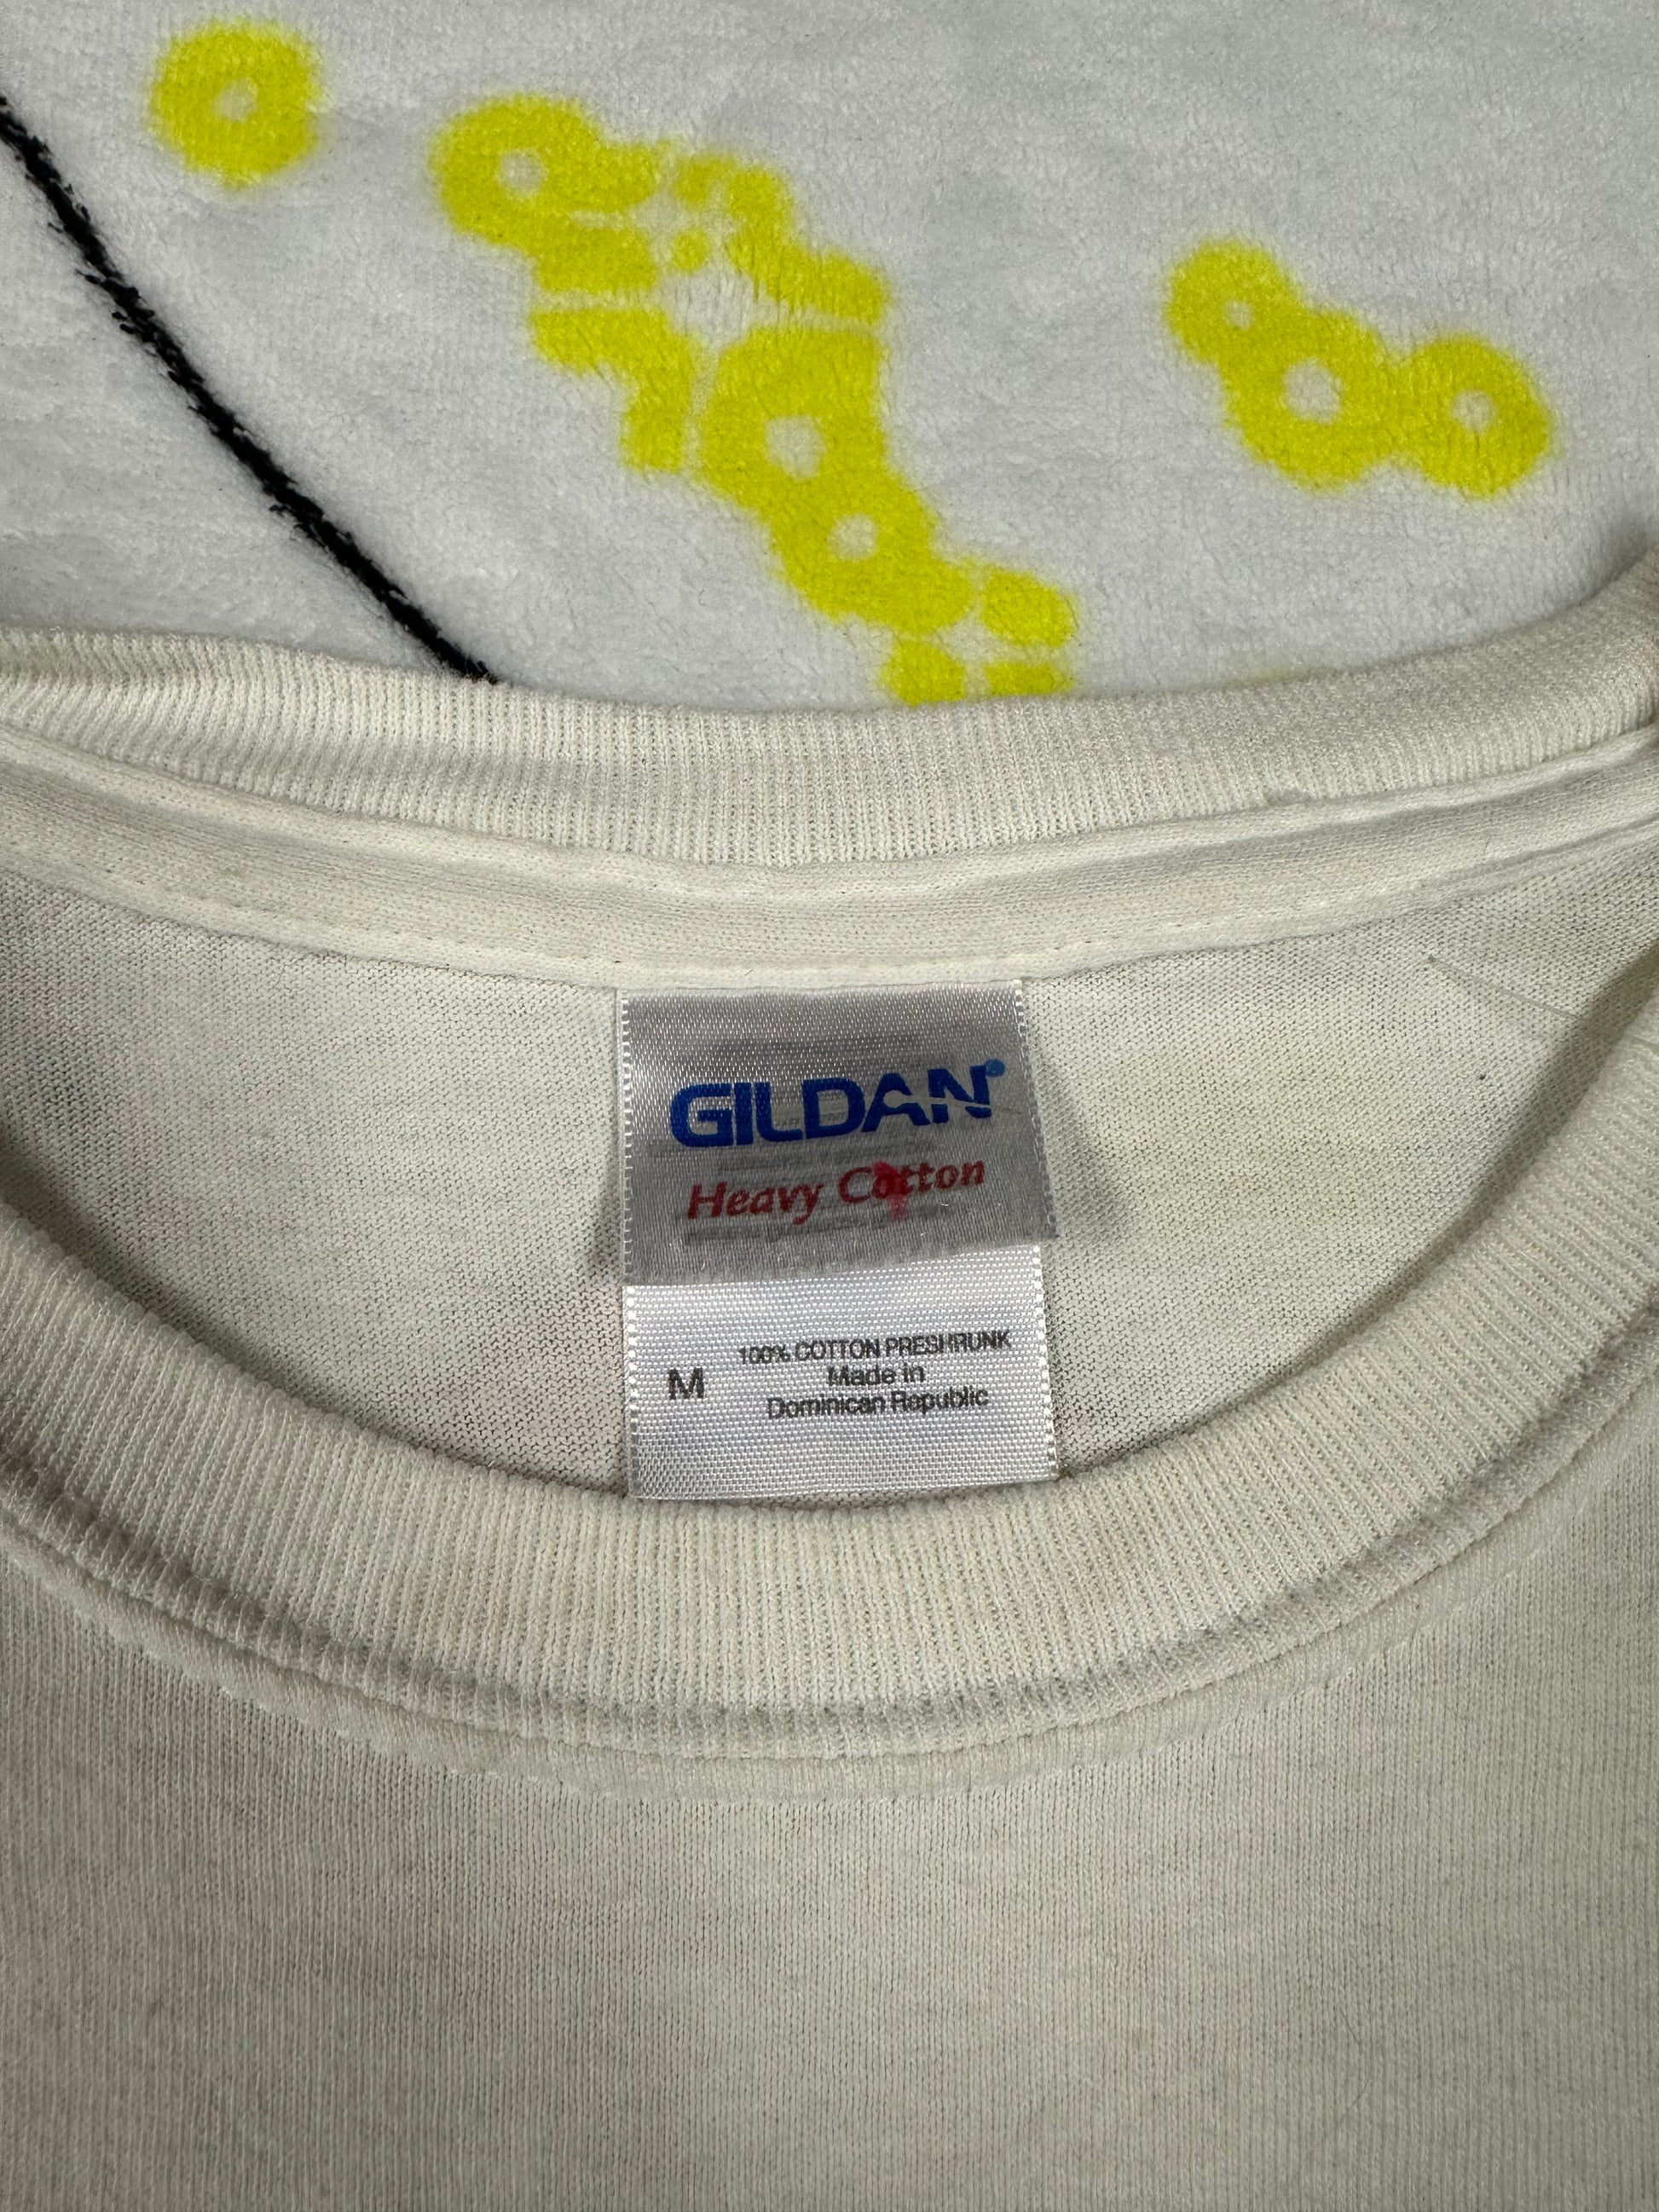 GILDAN®
Heavy Cotton
M
100% COTTON PRESHRUNK
Made in
Dominican Republic